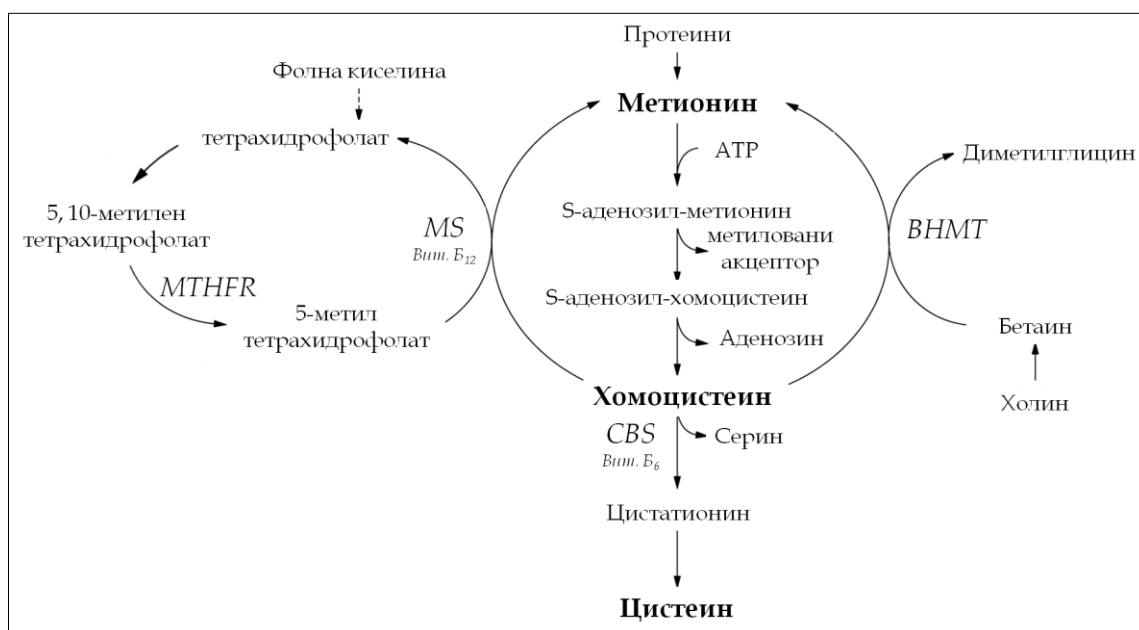 Протеини
Фолна киселина
Метионин
тетрахидрофолат
АТР
Диметилглицин
5, 10-метилен
тетрахидрофолат
S-аденозил-метионин
MS
Вит. Б12
метиловани
акцептор
BHMT
MTHFR
S-аденозил-хомоцистеин
5-метил
тетрахидрофолат
Аденозин
Бетаин
Хомоцистеин
Холин
CBS
Вит. Б6
Серин
Цистатионин
Цистеин